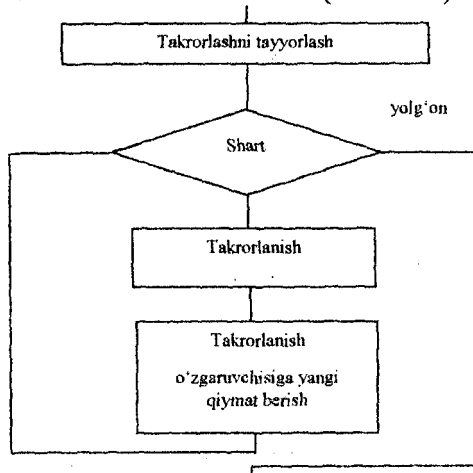 Takrorlashni tayyorlash
yolg‘on
Shart
Takrorlanish
Takrorlanish
o‘zgaruvchisiga yangi
qiymat berish